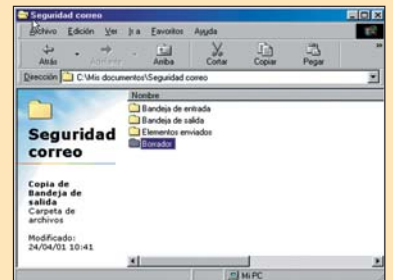 Seguridad correo
Archivo Edición Ver Ir a Favoritos Ayuda
Atrás Adelante Arriba Cortar Copiar Pegar
Dirección C:\Mis documentos\Seguridad correo
Nombre
Bandeja de entrada
Bandeja de salida
Elementos enviados
Borrador
Seguridad
correo
Copia de
Bandeja de
salida
Carpeta de
archivos
Modificado:
24/04/01 10:41
Mi PC